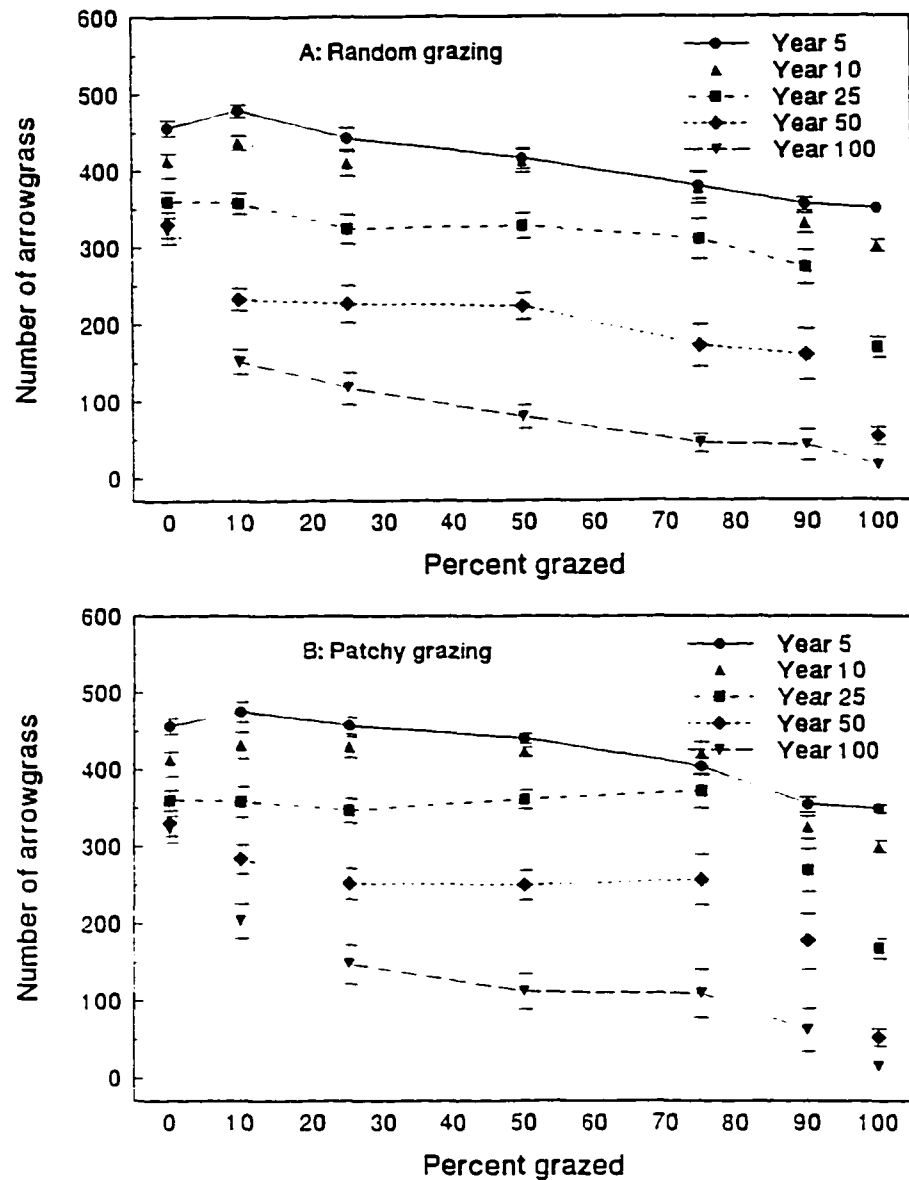 600
500
400
300
200
100
0
Number of arrowgrass
A: Random grazing
Year 5
Year 10
Year 25
Year 50
Year 100
0 10 20 30 40 50 60 70 80 90 100
Percent grazed
600
500
400
300
200
100
0
Number of arrowgrass
B: Patchy grazing
Year 5
Year 10
Year 25
Year 50
Year 100
0 10 20 30 40 50 60 70 80 90 100
Percent grazed